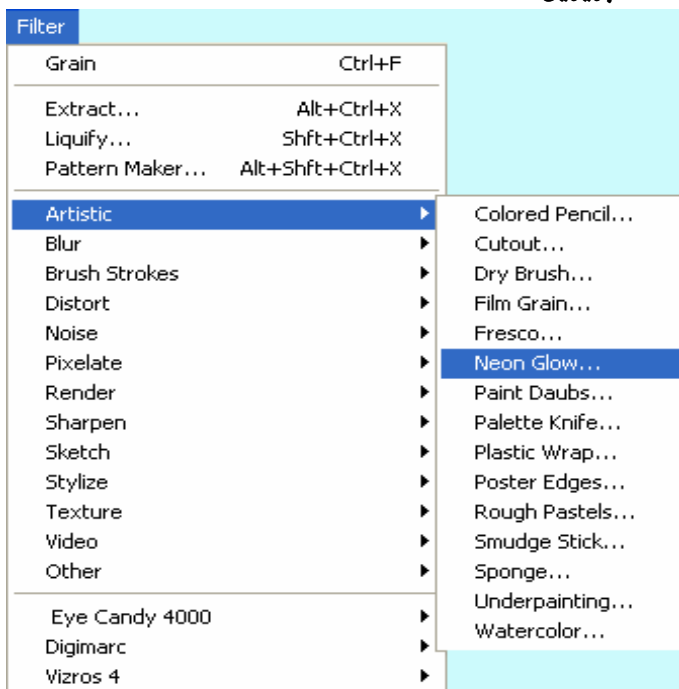 Filter
Grain Ctrl+F
Extract... Alt+Ctrl+X
Liquify... Shft+Ctrl+X
Pattern Maker... Alt+Shft+Ctrl+X
Artistic
Blur
Brush Strokes
Distort
Noise
Pixelate
Render
Sharpen
Sketch
Stylize
Texture
Video
Other
Eye Candy 4000
Digimarc
Vizros 4
Colored Pencil...
Cutout...
Dry Brush...
Film Grain...
Fresco...
Neon Glow...
Paint Daubs...
Palette Knife...
Plastic Wrap...
Poster Edges...
Rough Pastels...
Smudge Stick...
Sponge...
Underpainting...
Watercolor...